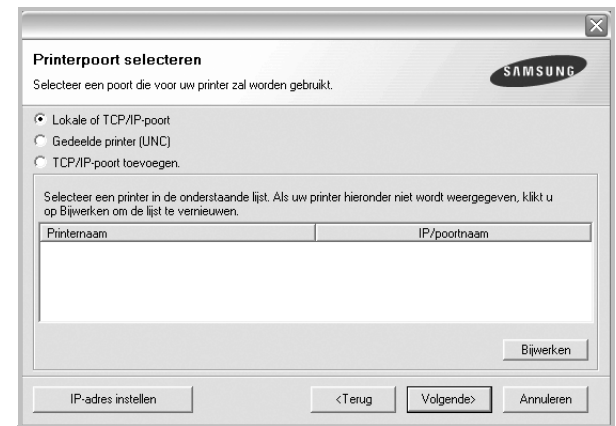 Printerpoort selecteren
Selecteer een poort die voor uw printer zal worden gebruikt.
SAMSUNG
Lokale of TCP/IP-poort
Gedeelde printer (UNC)
TCP/IP-poort toevoegen.
Selecteer een printer in de onderstaande lijst. Als uw printer hieronder niet wordt weergegeven, klikt u
op Bijwerken om de lijst te vernieuwen.
Printernaam IP/poortnaam
Bijwerken
IP-adres instellen <Terug Volgende> Annuleren